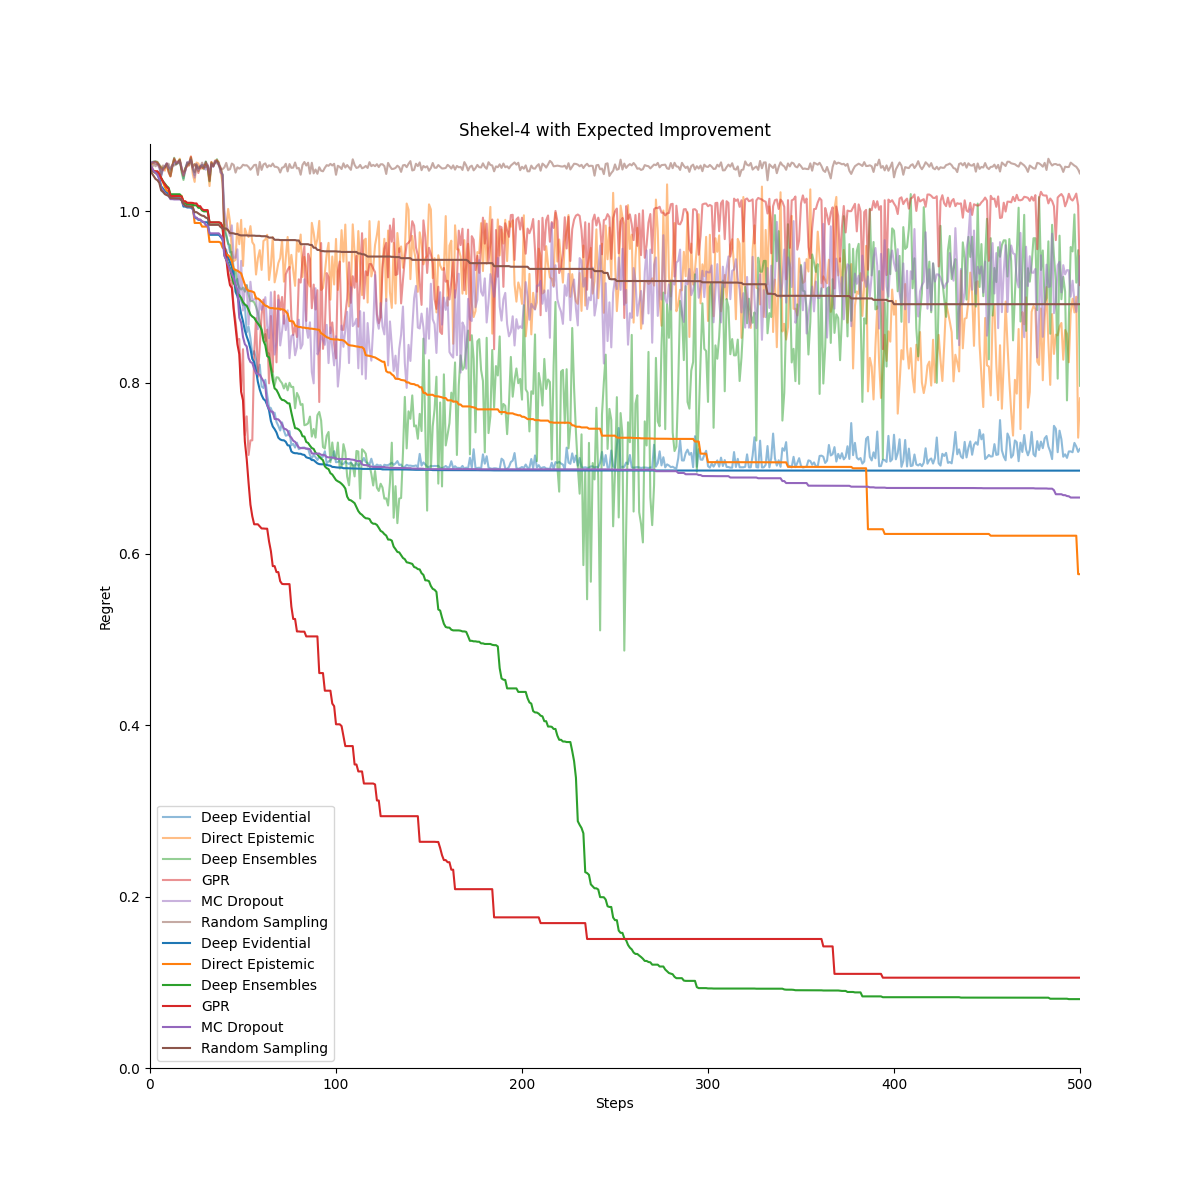 Shekel-4 with Expected Improvement
1.0
0.8
0.6
0.4
0.2
0.0
Regret
Deep Evidential
Direct Epistemic
Deep Ensembles
GPR
MC Dropout
Random Sampling
Deep Evidential
Direct Epistemic
Deep Ensembles
GPR
MC Dropout
Random Sampling
0 100 200 300 400 500
Steps